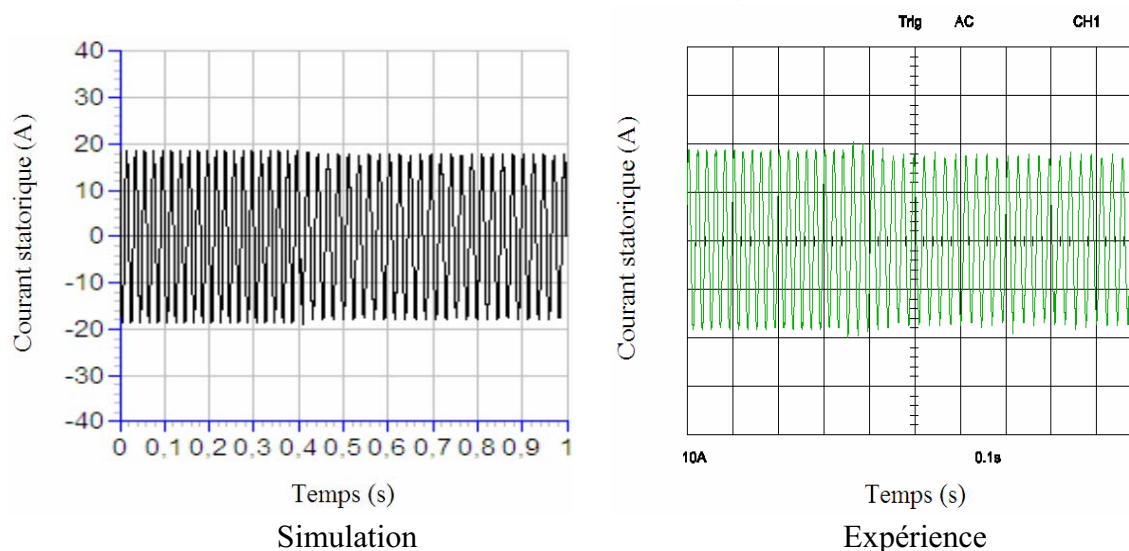 Trig AC CH1
Courant statorique (A)
40
30
20
10
0
-10
-20
-30
-40
0 0,1 0,2 0,3 0,4 0,5 0,6 0,7 0,8 0,9 1
Temps (s)
Simulation
Courant statorique (A)
10A 0.1s
Temps (s)
Expérience